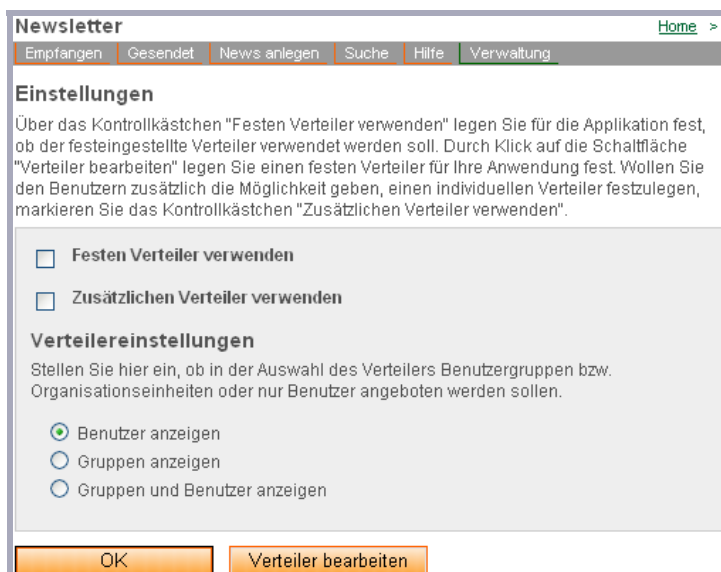 Newsletter Home >
Empfangen Gesendet News anlegen Suche Hilfe Verwaltung
Einstellungen
Über das Kontrollkästchen "Festen Verteiler verwenden" legen Sie für die Applikation fest,
ob der festeingestellte Verteiler verwendet werden soll. Durch Klick auf die Schaltfläche
"Verteiler bearbeiten" legen Sie einen festen Verteiler für Ihre Anwendung fest. Wollen Sie
den Benutzern zusätzlich die Möglichkeit geben, einen individuellen Verteiler festzulegen,
markieren Sie das Kontrollkästchen "Zusätzlichen Verteiler verwenden".
Festen Verteiler verwenden
Zusätzlichen Verteiler verwenden
Verteilereinstellungen
Stellen Sie hier ein, ob in der Auswahl des Verteilers Benutzergruppen bzw.
Organisationseinheiten oder nur Benutzer angeboten werden sollen.
Benutzer anzeigen
Gruppen anzeigen
Gruppen und Benutzer anzeigen
OK Verteiler bearbeiten